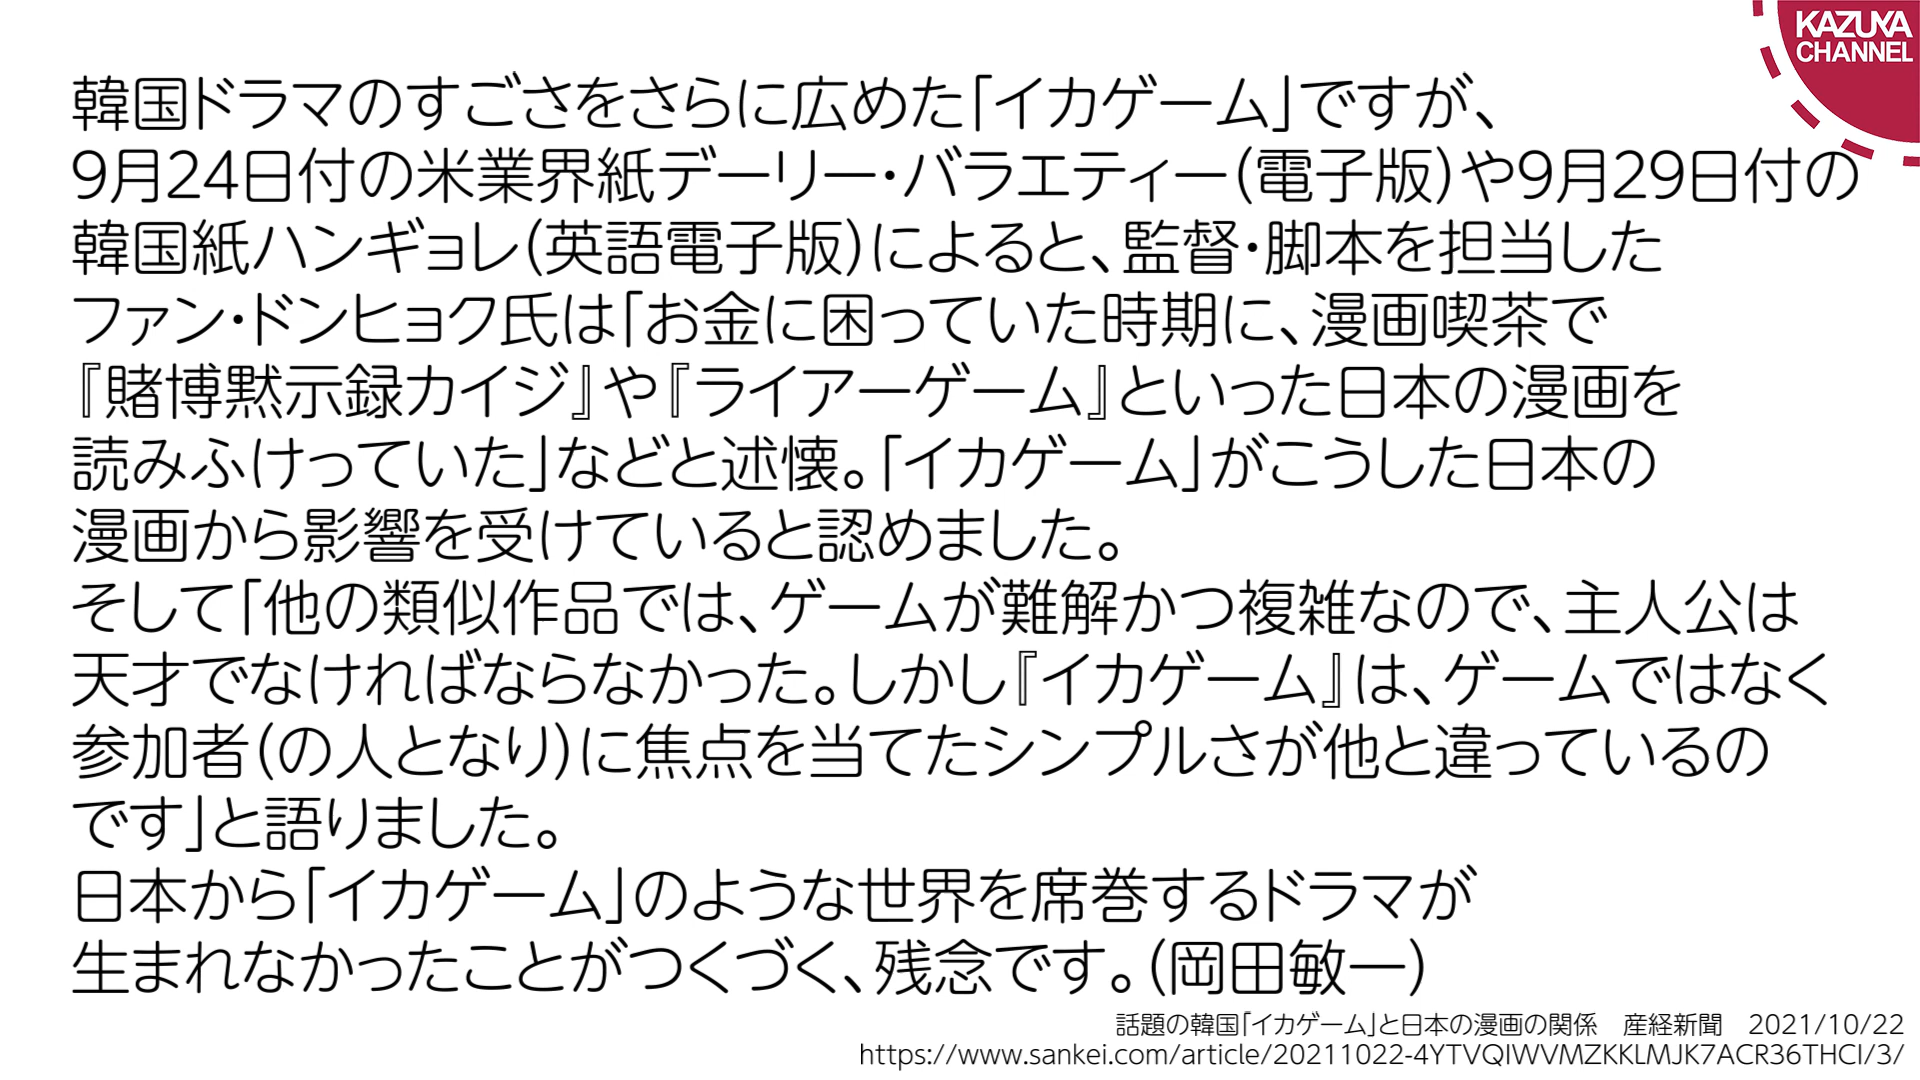 KAZUYA
CHANNEL
韓国ドラマのすごさをさらに広めた「イカゲーム」ですが、
9月24日付の米業界紙デーリー・バラエティー(電子版)や9月29日付の
韓国紙ハンギョレ(英語電子版)によると、監督・脚本を担当した
ファン・ドンヒョク氏は「お金に困っていた時期に、漫画喫茶で
『賭博黙示録カイジ』や『ライアーゲーム』といった日本の漫画を
読みふけっていた」などと述懐。「イカゲーム」がこうした日本の
漫画から影響を受けていると認めました。
そして「他の類似作品では、ゲームが難解かつ複雑なので、主人公は
天才でなければならなかった。しかし『イカゲーム』は、ゲームではなく
参加者(の人となり)に焦点を当てたシンプルさが他と違っているの
です」と語りました。
日本から「イカゲーム」のような世界を席巻するドラマが
生まれなかったことがつくづく、残念です。(岡田敏一)
話題の韓国「イカゲーム」と日本の漫画の関係　産経新聞　2021/10/22
https://www.sankei.com/article/20211022-4YTVQIWVMZKKLMJK7ACR36THCI/3/